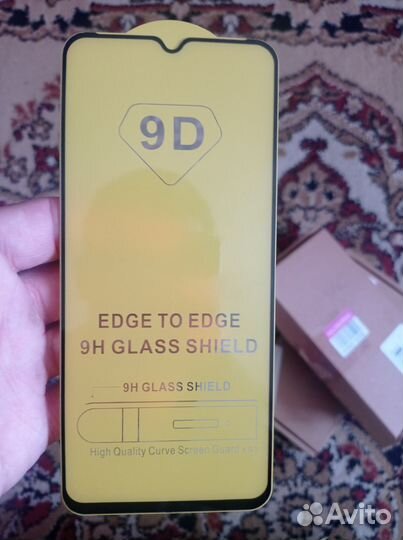 9D
EDGE TO EDGE
9H GLASS SHIELD
9H GLASS SHIELD
High Quality Curve Screen Guard
Avito